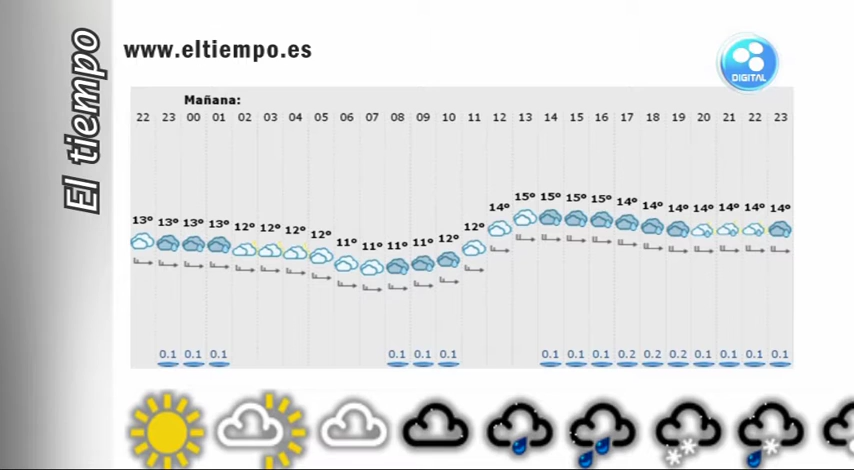 El tiempo
www.eltiempo.es
DIGITAL
Mañana:
22 23 00 01 02 03 04 05 06 07 08 09 10 11 12 13 14 15 16 17 18 19 20 21 22 23
13º 13º 13º 13º 12º 12º 12º 12º 11º 11º 11º 11º 12º 12º 14º 15º 15º 15º 15º 14º 14º 14º 14º 14º 14º 14º
0.1 0.1 0.1 0.1 0.1 0.1 0.1 0.1 0.1 0.2 0.2 0.2 0.1 0.1 0.1 0.1